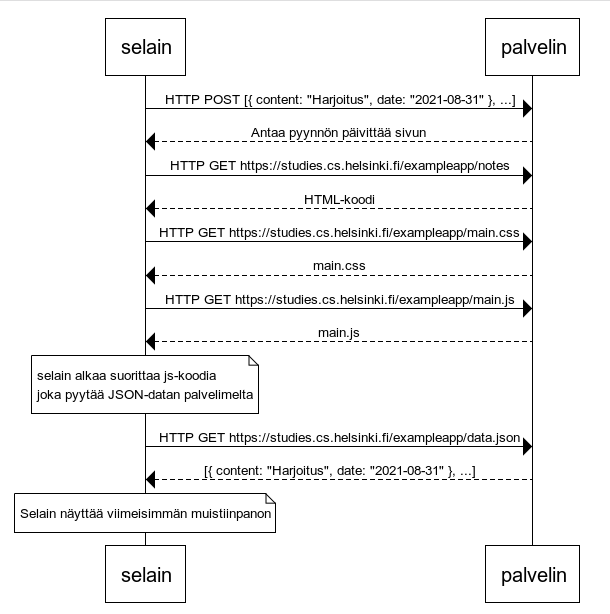 selain palvelin
HTTP POST [{ content: "Harjoitus", date: "2021-08-31" }, ...]
Antaa pyynnön päivittää sivun
HTTP GET https://studies.cs.helsinki.fi/exampleapp/notes
HTML-koodi
HTTP GET https://studies.cs.helsinki.fi/exampleapp/main.css
main.css
HTTP GET https://studies.cs.helsinki.fi/exampleapp/main.js
main.js
selain alkaa suorittaa js-koodia
joka pyytää JSON-datan palvelimelta
HTTP GET https://studies.cs.helsinki.fi/exampleapp/data.json
[{ content: "Harjoitus", date: "2021-08-31" }, ...]
Selain näyttää viimeisimmän muistiinpanon
selain palvelin